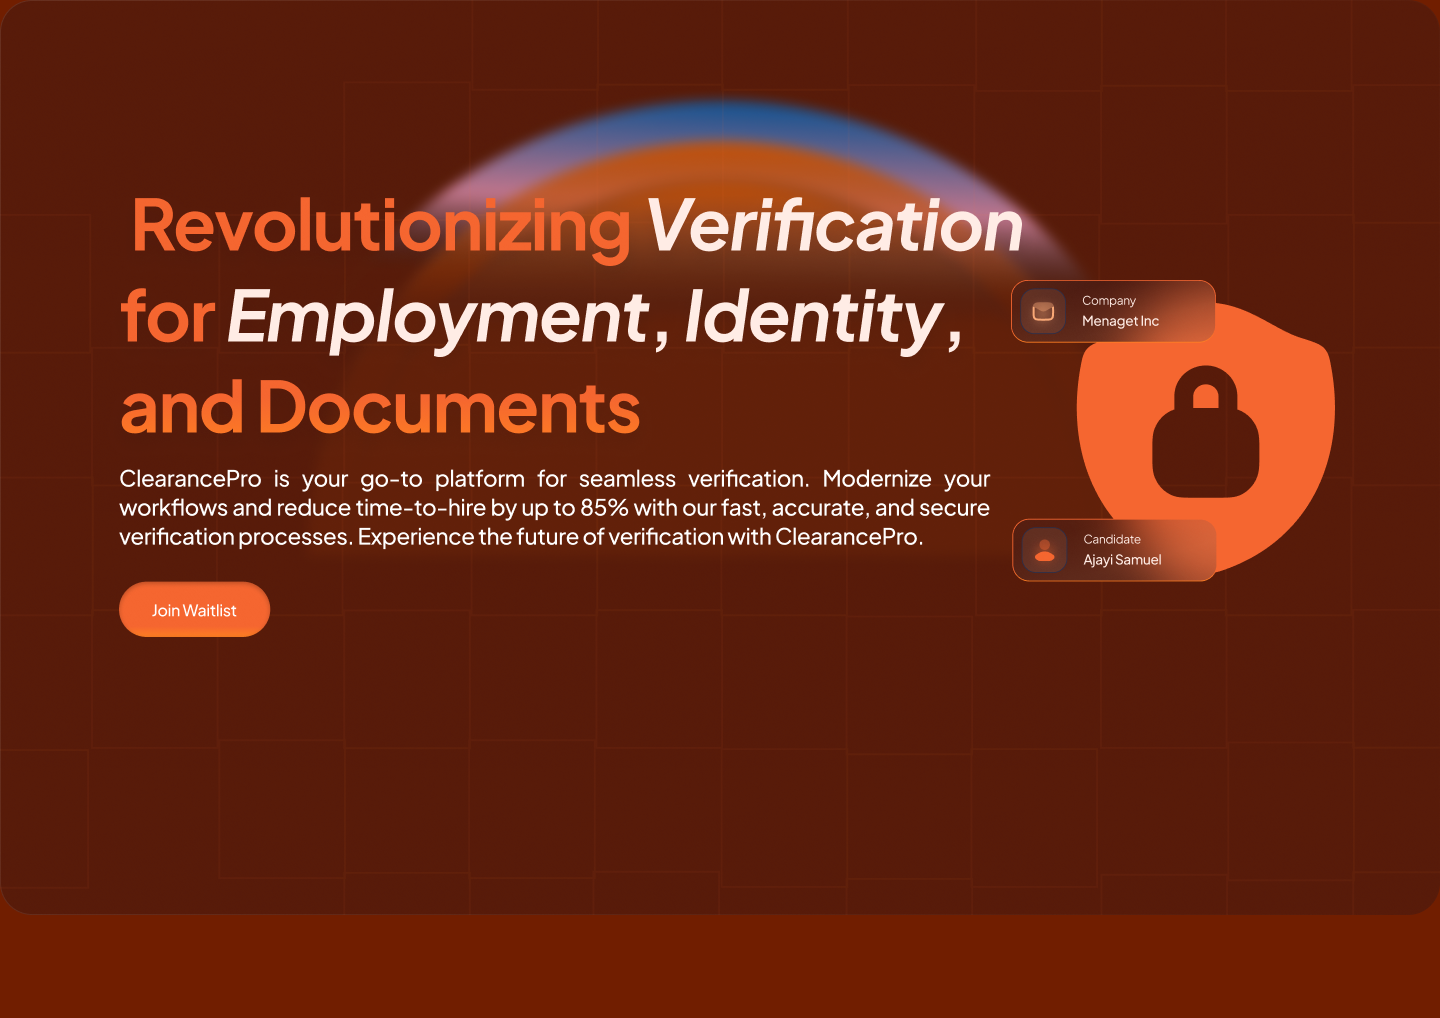 Revolutionizing Verification
for Employment, Identity,
and Documents
ClearancePro is your go-to platform for seamless verification. Modernize your
workflows and reduce time-to-hire by up to 85% with our fast, accurate, and secure
verification processes. Experience the future of verification with ClearancePro.
Join Waitlist
Company
Menaget Inc
Candidate
Ajayi Samuel